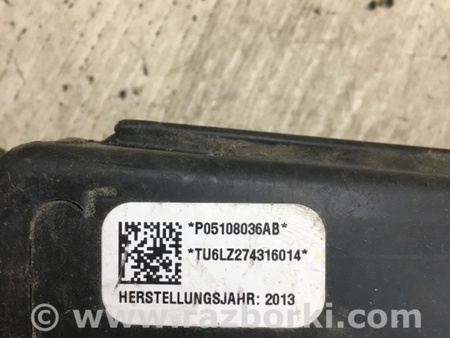 *P05108036AB*
*TU6LZ274316014*
HERSTELLUNGSJAHR: 2013
© www.razborki.com